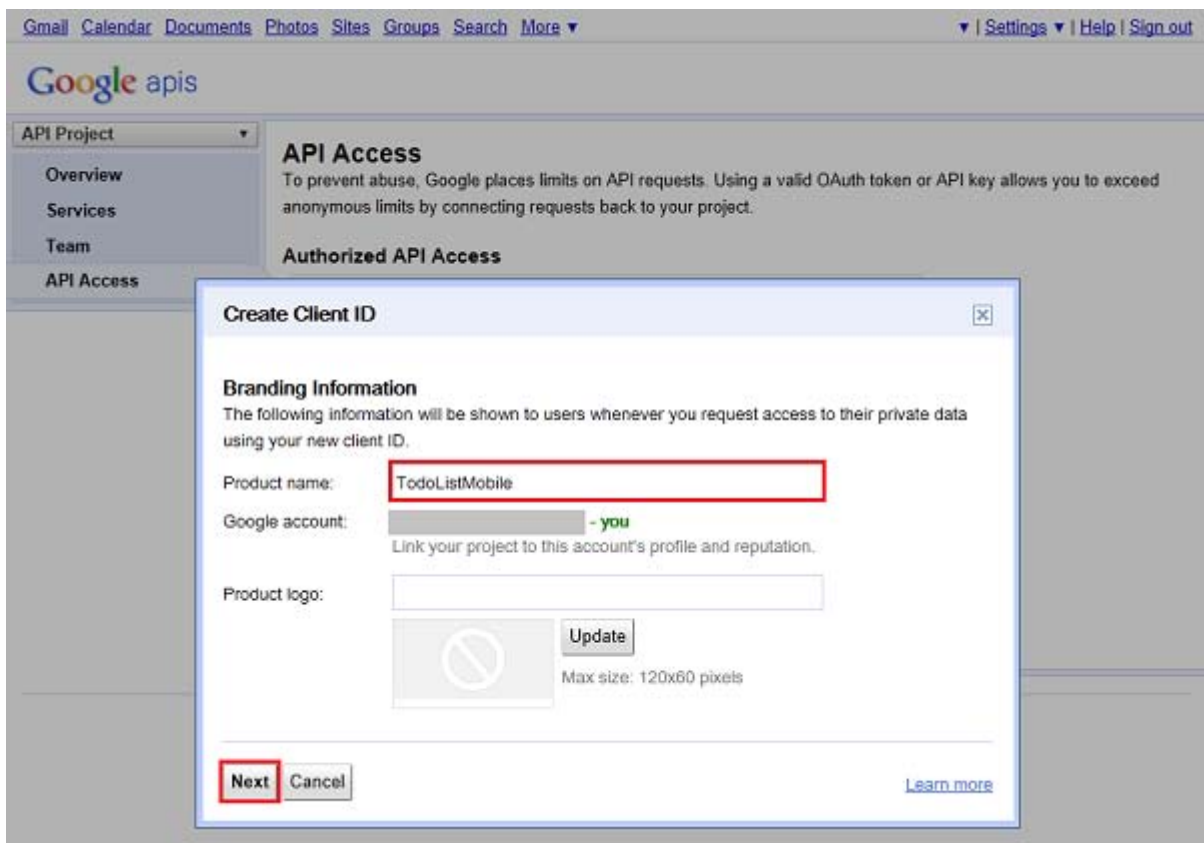 Gmail Calendar Documents Photos Sites Groups Search More ▼ ▼ | Settings ▼ | Help | Sign out
Google apis
API Project ▼
Overview
Services
Team
API Access
API Access
To prevent abuse, Google places limits on API requests. Using a valid OAuth token or API key allows you to exceed
anonymous limits by connecting requests back to your project.
Authorized API Access
Create Client ID
Branding Information
The following information will be shown to users whenever you request access to their private data
using your new client ID.
Product name: TodoListMobile
Google account: - you
Link your project to this account's profile and reputation.
Product logo:
Update
Max size: 120x60 pixels
Next Cancel Learn more